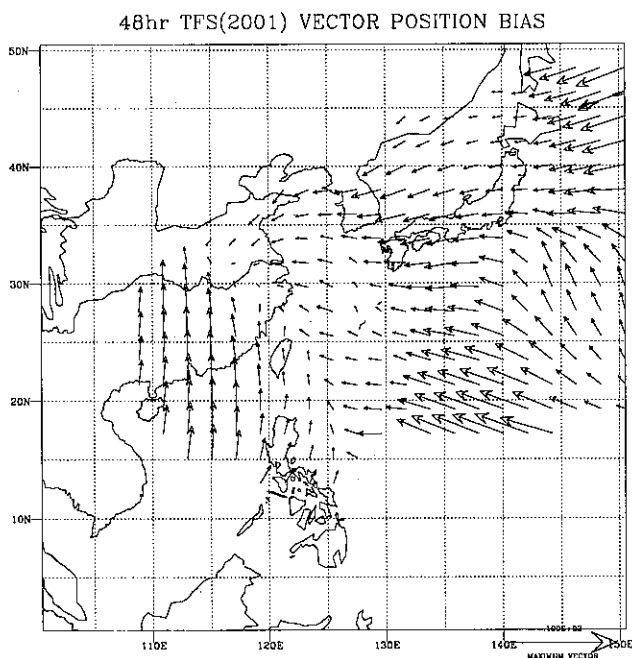 48hr TFS(2001) VECTOR POSITION BIAS
50N
40N
30N
20N
10N
110E
120E
130E
140E
150E
MAXIMUM VECTOR